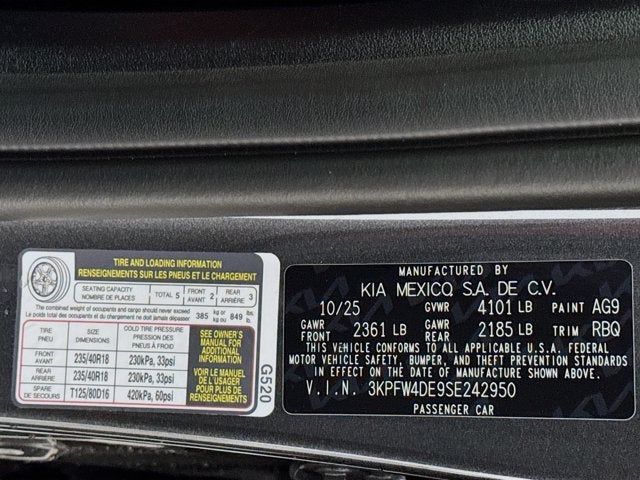 TIRE AND LOADING INFORMATION
RENSEIGNEMENTS SUR LES PNEUS ET LE CHARGEMENT
SEATING CAPACITY
NOMBRE DE PLACES
TOTAL 5
FRONT
AVANT 2
REAR
ARRIÈRE 3
The combined weight of occupants and cargo should never exceed
Le poids total des occupants et du chargement ne doit jamais dépasser
385 kg or 849 lbs.
kg ou lb.
TIRE
PNEU
SIZE
DIMENSIONS
COLD TIRE PRESSURE
PRESSION DES
PNEUS À FROID
FRONT
AVANT
235/40R18
230kPa, 33psi
REAR
ARRIÈRE
235/40R18
230kPa, 33psi
SPARE
DE SECOURS
T125/80D16
420kPa, 60psi
SEE OWNER'S
MANUAL FOR
ADDITIONAL
INFORMATION
VOIR LE MANUEL
DE L'USAGER
POUR PLUS DE
RENSEIGNEMENTS
G520
MANUFACTURED BY
KIA MEXICO, S.A. DE C.V.
10/25 GVWR 4101 LB PAINT AG9
GAWR
FRONT 2361 LB
GAWR
REAR 2185 LB TRIM RBQ
THIS VEHICLE CONFORMS TO ALL APPLICABLE U.S.A. FEDERAL
MOTOR VEHICLE SAFETY, BUMPER, AND THEFT PREVENTION STANDARDS
IN EFFECT ON THE DATE OF MANUFACTURE SHOWN ABOVE.
V.I.N. 3KPFW4DE9SE242950
PASSENGER CAR